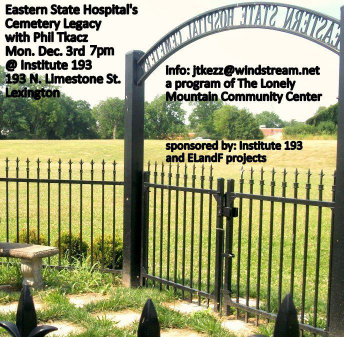 Eastern State Hospital's
Cemetery Legacy
with Phil Tkacz
Mon. Dec. 3rd 7pm
@ Institute 193
193 N. Limestone St.
Lexington
EASTERN STATE HOSPITAL CEMETERY
info: jtkezz@windstream.net
a program of The Lonely
Mountain Community Center
sponsored by: Institute 193
and ELandF projects